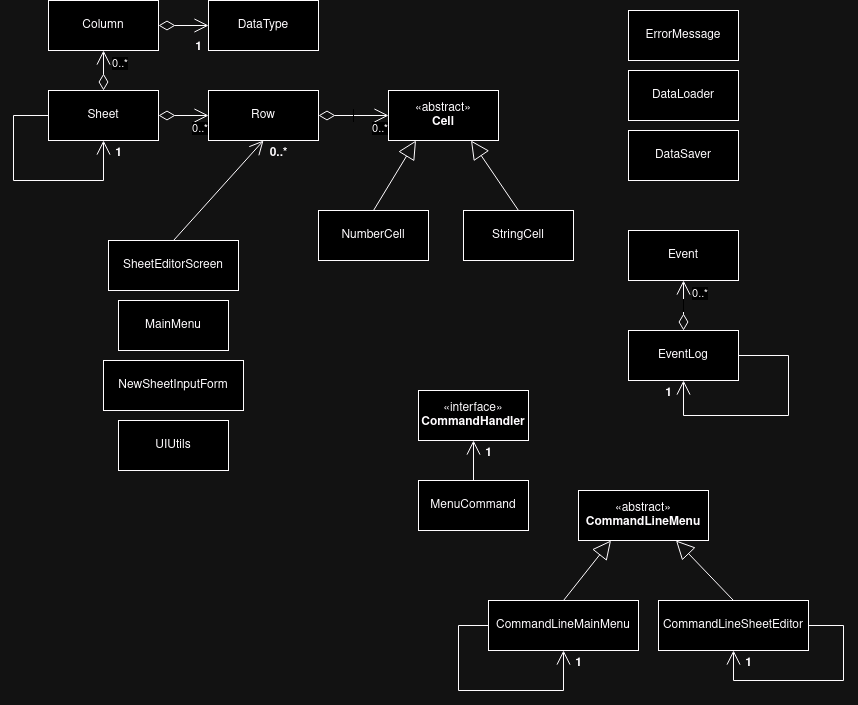 Column
DataType
1
0..*
Sheet
1
0..*
Row
0..*
«abstract»
Cell
0..*
NumberCell
StringCell
SheetEditorScreen
MainMenu
NewSheetInputForm
UIUtils
ErrorMessage
DataLoader
DataSaver
Event
0..*
EventLog
1
«interface»
CommandHandler
1
MenuCommand
«abstract»
CommandLineMenu
CommandLineMainMenu
1
CommandLineSheetEditor
1